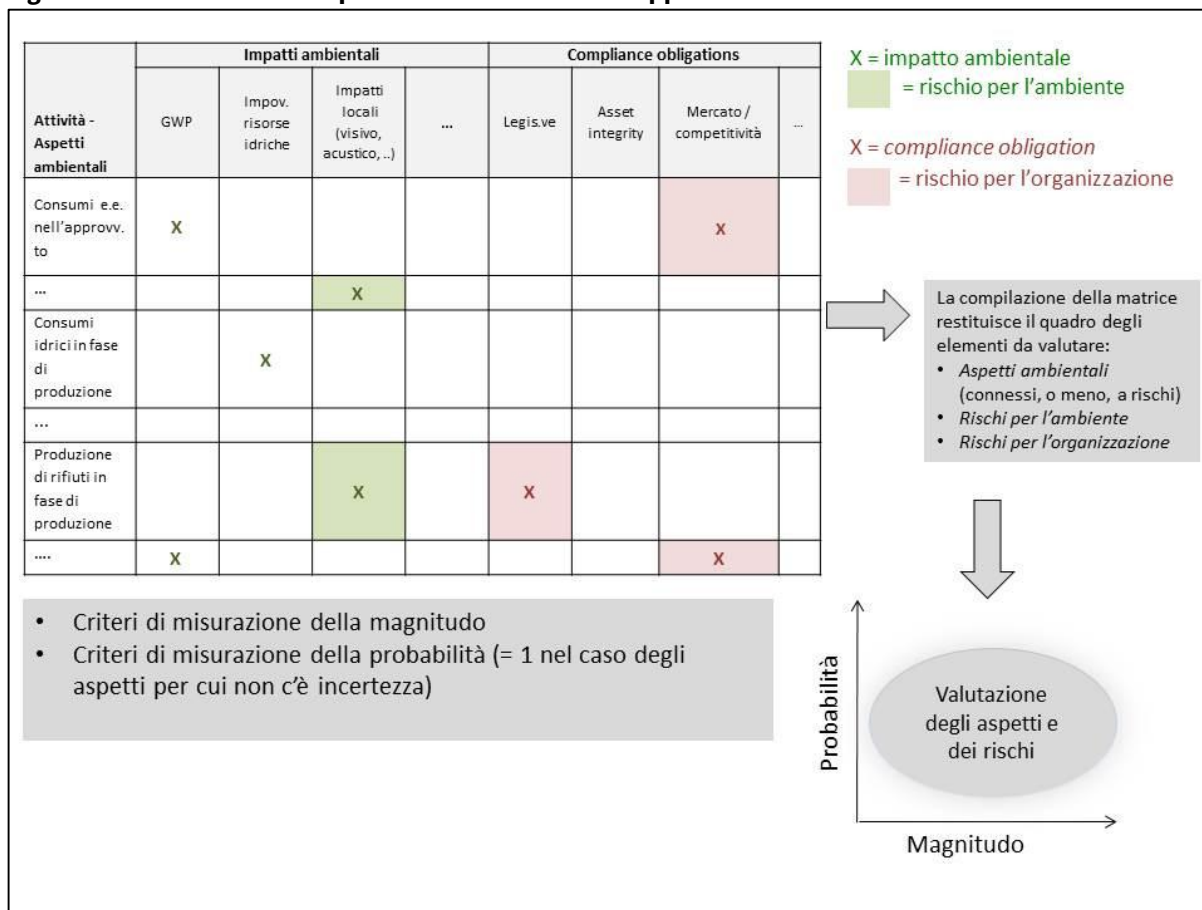 Impatti ambientali
Compliance obligations
Attività -
Aspetti
ambientali
GWP
Impov.
risorse
idriche
Impatti
locali
(visivo,
acustico, ..)
...
Legis.ve
Asset
integrity
Mercato /
competitività
...
Consumi e.e.
nell'approvv.
to
X
X
...
X
Consumi
idrici in fase
di
produzione
X
...
Produzione
di rifiuti in
fase di
produzione
X
X
....
X
X
X = impatto ambientale
= rischio per l'ambiente
X = compliance obligation
= rischio per l'organizzazione
La compilazione della matrice
restituisce il quadro degli
elementi da valutare:
• Aspetti ambientali
(connessi, o meno, a rischi)
• Rischi per l'ambiente
• Rischi per l'organizzazione
• Criteri di misurazione della magnitudo
• Criteri di misurazione della probabilità (= 1 nel caso degli
aspetti per cui non c'è incertezza)
Probabilità
Valutazione
degli aspetti e
dei rischi
Magnitudo